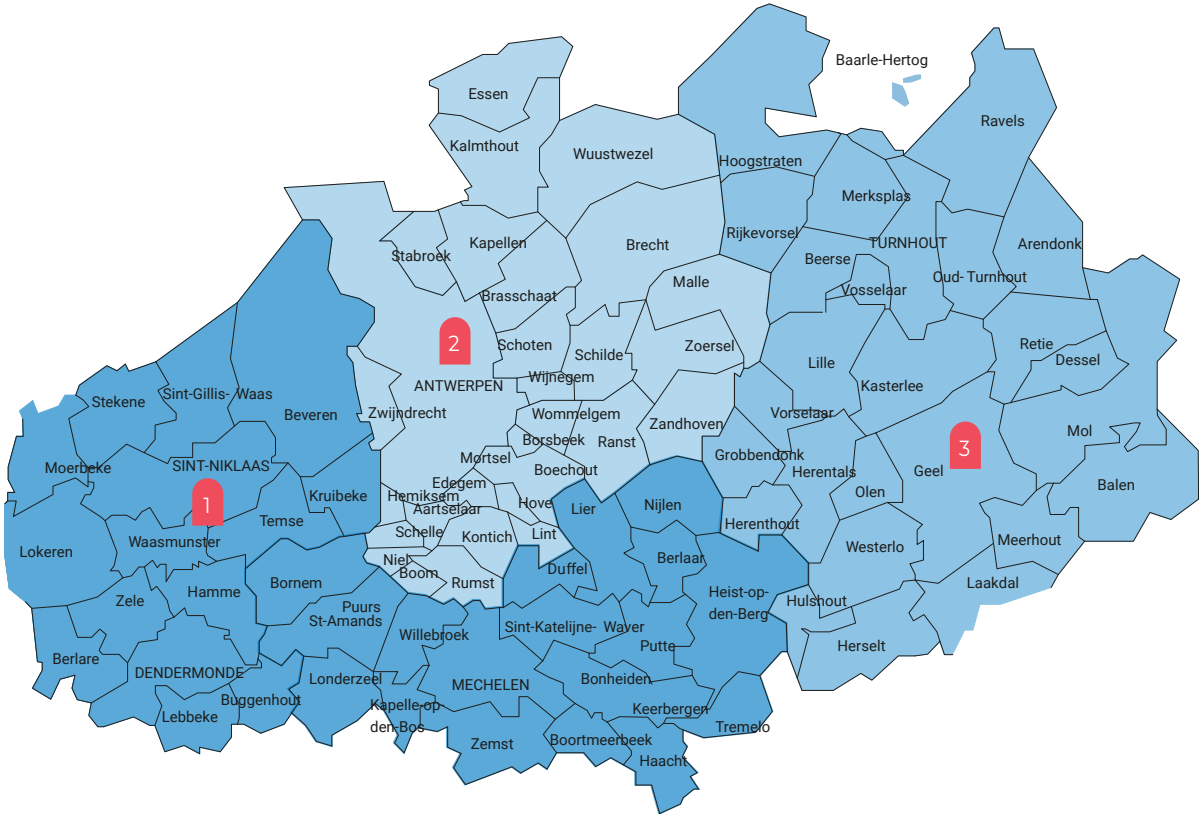 Baarle-Hertog
Essen
Ravels
Kalmthout
Wuustwezel
Hoogstraten
Merksplas
Rijkevorsel
Kapellen
Brecht
TURNHOUT
Arendonk
Stabroek
Beerse
Oud- Turnhout
Malle
Vosselaar
Brasschaat
2
Schoten
Zoersel
Retie
Schilde
Dessel
Lille
Wijnegem
Kasterlee
ANTWERPEN
Sint-Gillis- Waas
Stekene
Beveren
Zwijndrecht
Wommelgem
Vorselaar
Zandhoven
Mol
Borsbeek
Ranst
3
Mortsel
Grobbendonk
SINT-NIKLAAS
Moerbeke
Boechout
Herentals
Geel
Edegem
Balen
Olen
Hemiksem
Kruibeke
1
Hove
Aartselaar
Lier
Nijlen
Temse
Herenthout
Schelle
Lint
Kontich
Waasmunster
Meerhout
Westerlo
Lokeren
Niel
Berlaar
Duffel
Boom
Rumst
Bornem
Laakdal
Hamme
Zele
Heist-op-
den-Berg
Hulshout
Puurs
St-Amands
Sint-Katelijne- Waver
Willebroek
Putte
Herselt
Berlare
DENDERMONDE
Londerzeel
Bonheiden
MECHELEN
Buggenhout
Kapelle-op-
den-Bos
Keerbergen
Lebbeke
Tremelo
Zemst
Boortmeerbeek
Haacht